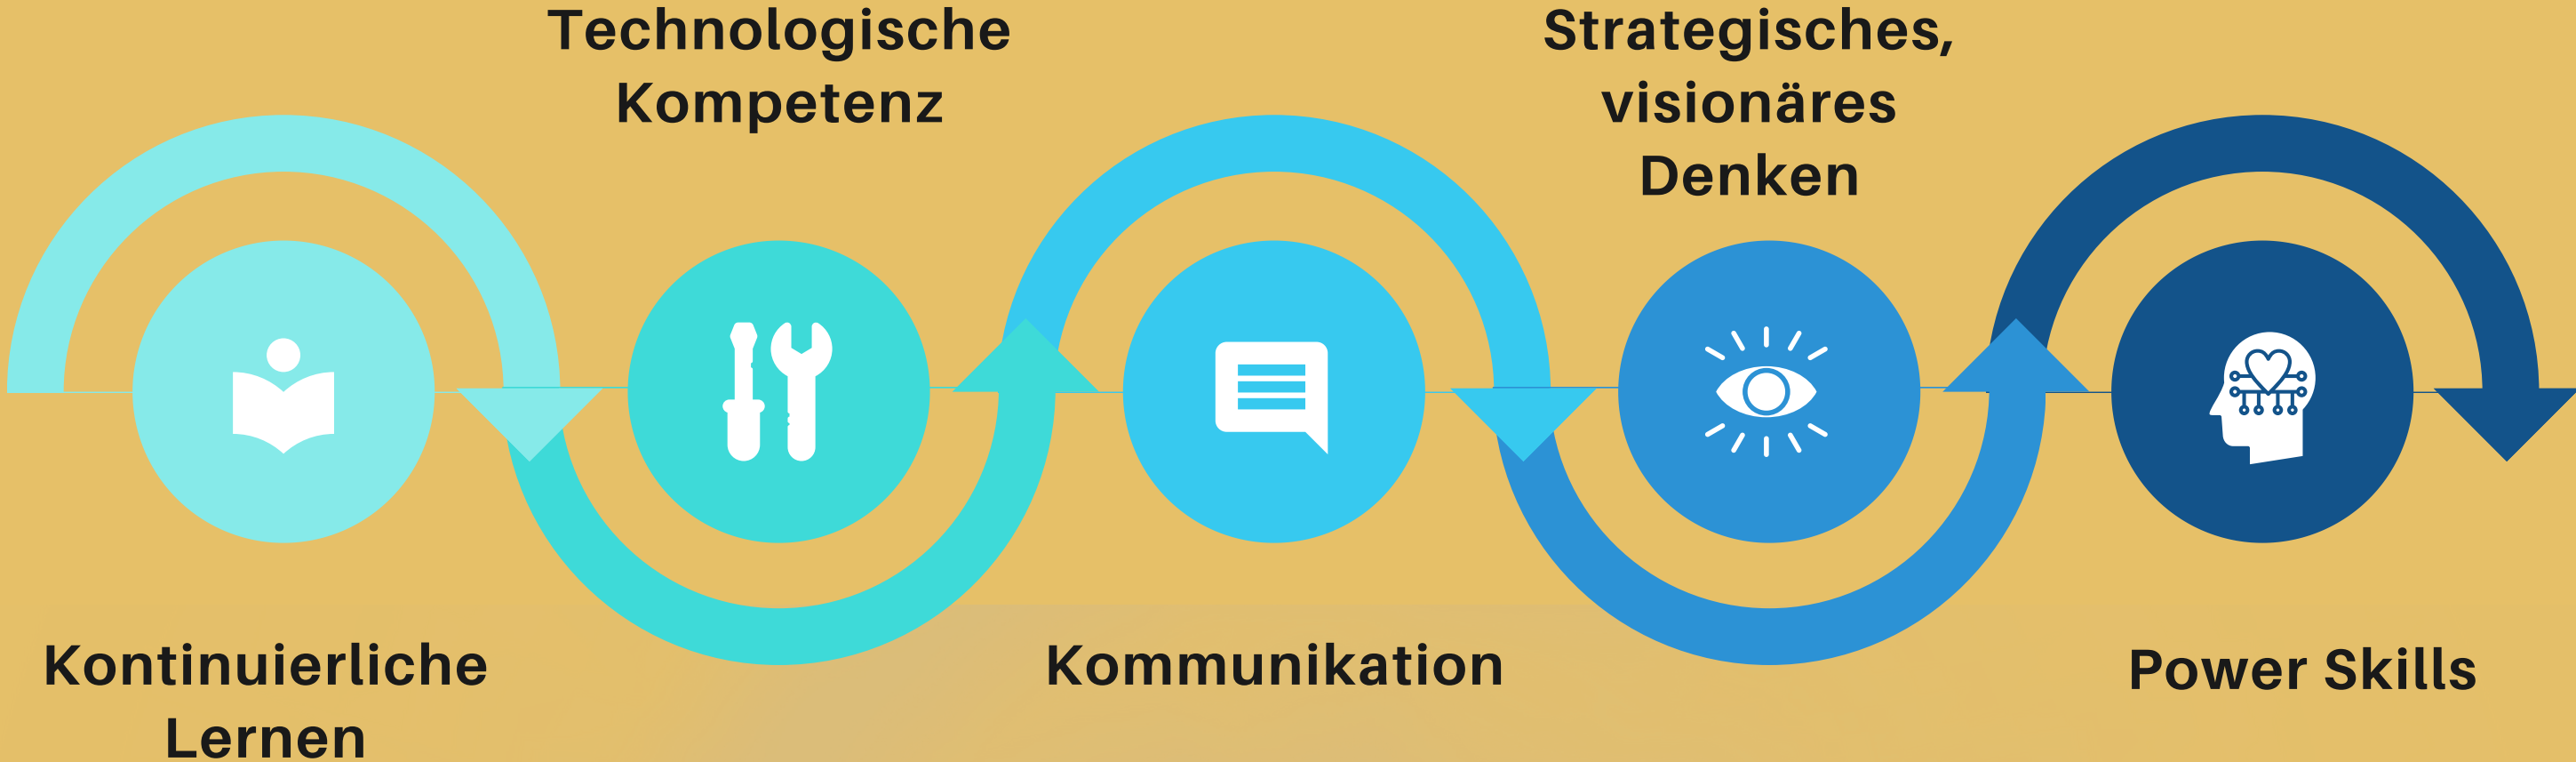 Technologische
Kompetenz
Strategisches,
visionäres
Denken
Kontinuierliche
Lernen
Kommunikation
Power Skills